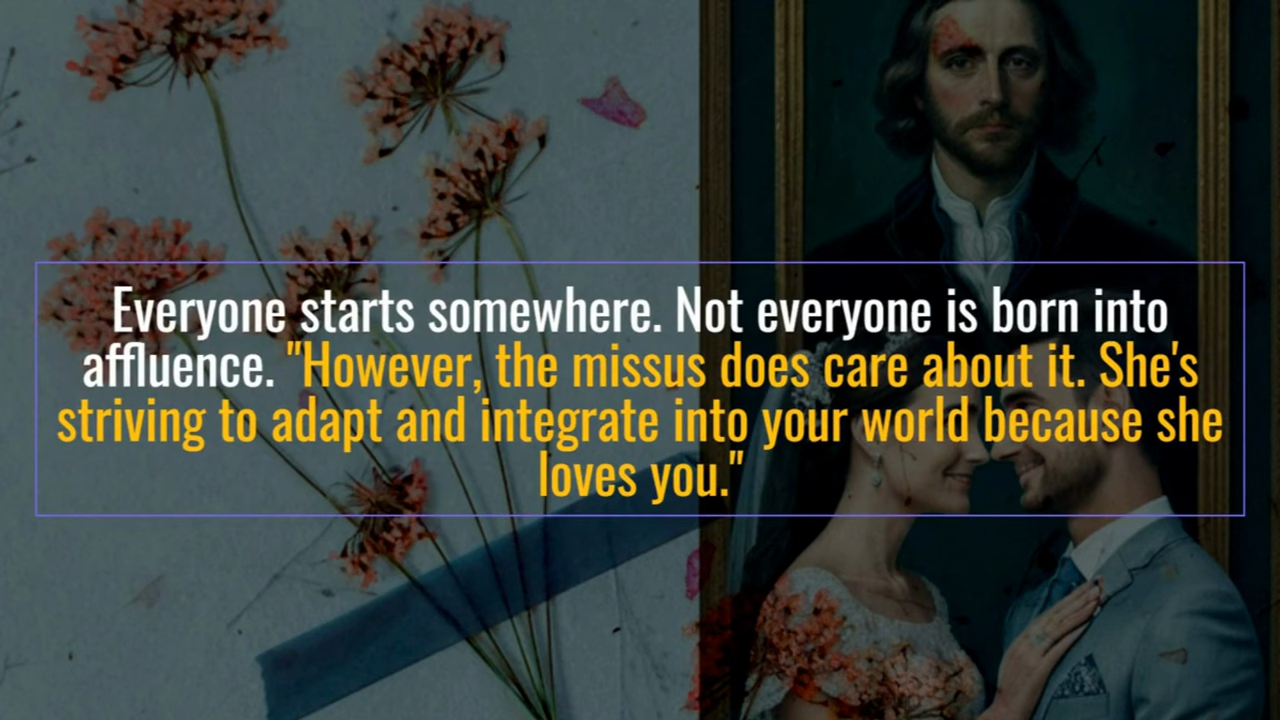 Everyone starts somewhere. Not everyone is born into
affluence. "However, the missus does care about it. She's
striving to adapt and integrate into your world because she
loves you."